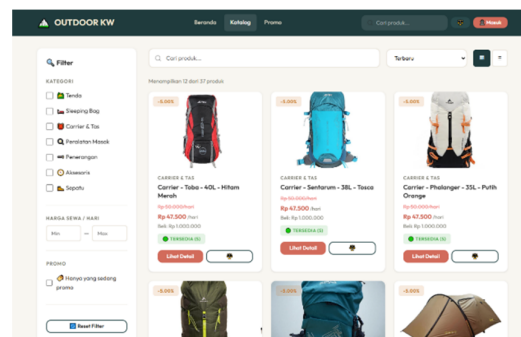 OUTDOOR KW
Beranda
Katalog
Promo
Cari produk...
Masuk
Filter
KATEGORI
Tenda
Sleeping Bag
Carrier & Tas
Peralatan Masak
Penerangan
Aksesoris
Sepatu
HARGA SEWA / HARI
Min
—
Max
PROMO
Hanya yang sedang
promo
Reset Filter
Cari produk...
Terbaru
Menampilkan 12 dari 37 produk
-5.00%
CARRIER & TAS
Carrier - Toba - 40L - Hitam
Merah
Rp 50.000/hari
Rp 47.500 /hari
Beli: Rp 1.000.000
TERSEDIA (5)
Lihat Detail
-5.00%
CARRIER & TAS
Carrier - Sentarum - 38L - Tosca
Rp 50.000/hari
Rp 47.500 /hari
Beli: Rp 1.000.000
TERSEDIA (5)
Lihat Detail
-5.00%
CARRIER & TAS
Carrier - Phalanger - 35L - Putih
Orange
Rp 50.000/hari
Rp 47.500 /hari
Beli: Rp 1.000.000
TERSEDIA (5)
Lihat Detail
-5.00%
-5.00%
-5.00%